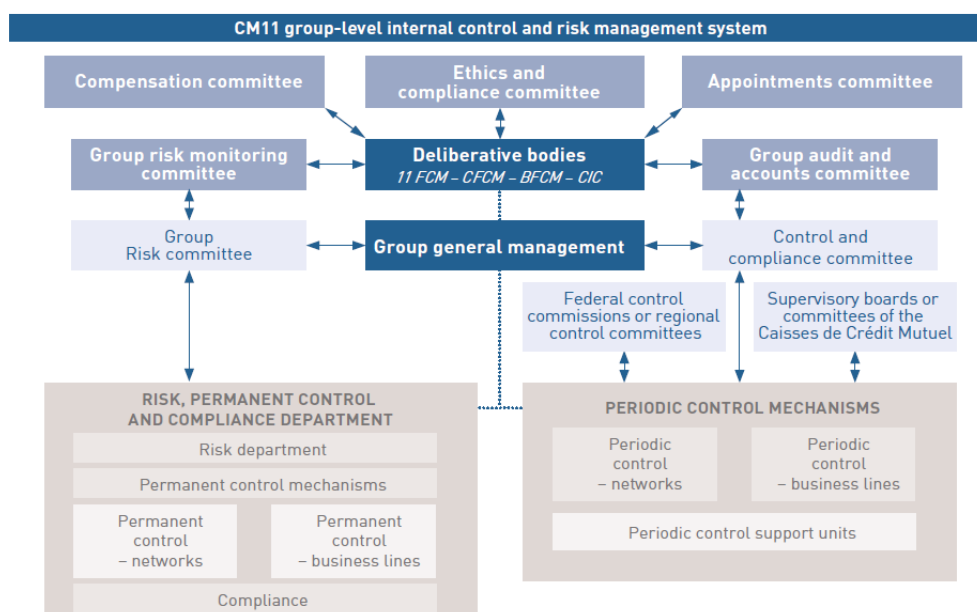 CM11 group-level internal control and risk management system
Compensation committee
Ethics and
compliance committee
Appointments committee
Group risk monitoring
committee
Deliberative bodies
11 FCM – CFCM – BFCM – CIC
Group audit and
accounts committee
Group
Risk committee
Group general management
Control and
compliance committee
Federal control
commissions or regional
control committees
Supervisory boards or
committees of the
Caisses de Crédit Mutuel
RISK, PERMANENT CONTROL
AND COMPLIANCE DEPARTMENT
Risk department
Permanent control mechanisms
Permanent
control
– networks
Permanent
control
– business lines
Compliance
PERIODIC CONTROL MECHANISMS
Periodic
control
– networks
Periodic
control
– business lines
Periodic control support units